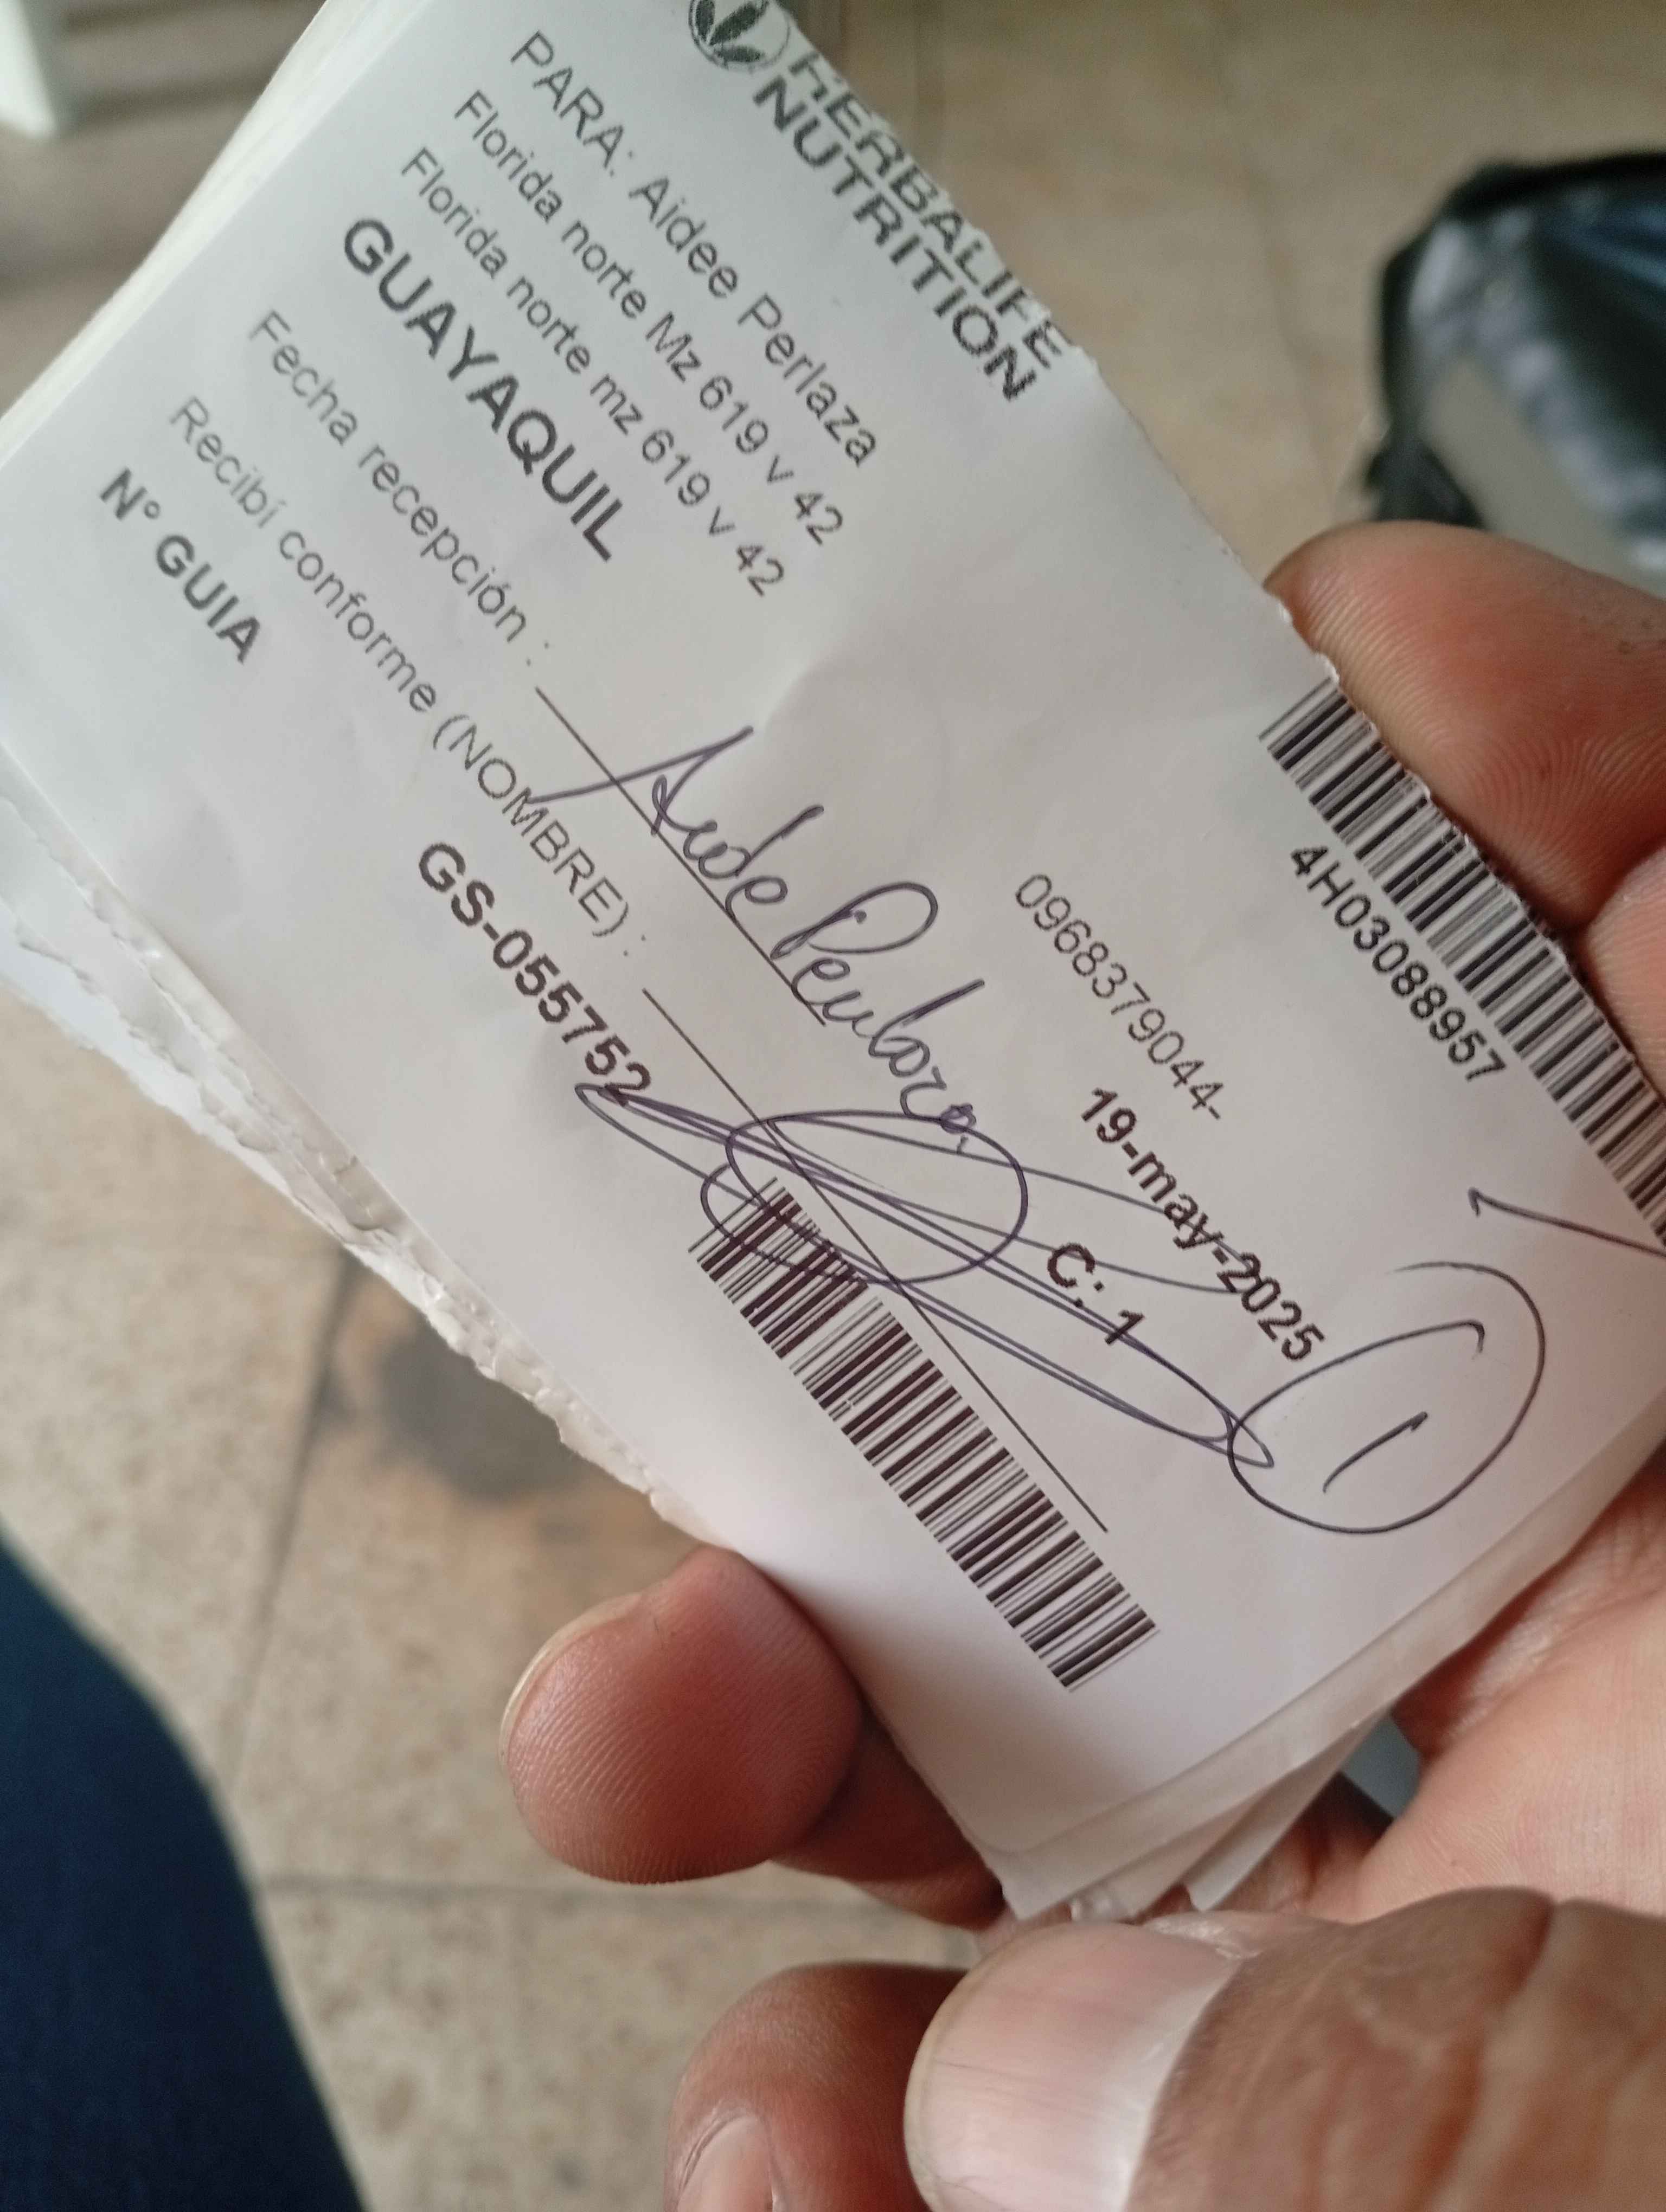 HERBALIFE
NUTRITION
4H03088957
PARA: Aidee Perlaza
Florida norte Mz 619 v 42
Florida norte mz 619 v 42
0968379044-
GUAYAQUIL
19-may-2025
Fecha recepción :
C: 1
1
Recibí conforme (NOMBRE) :
N° GUIA
GS-055752